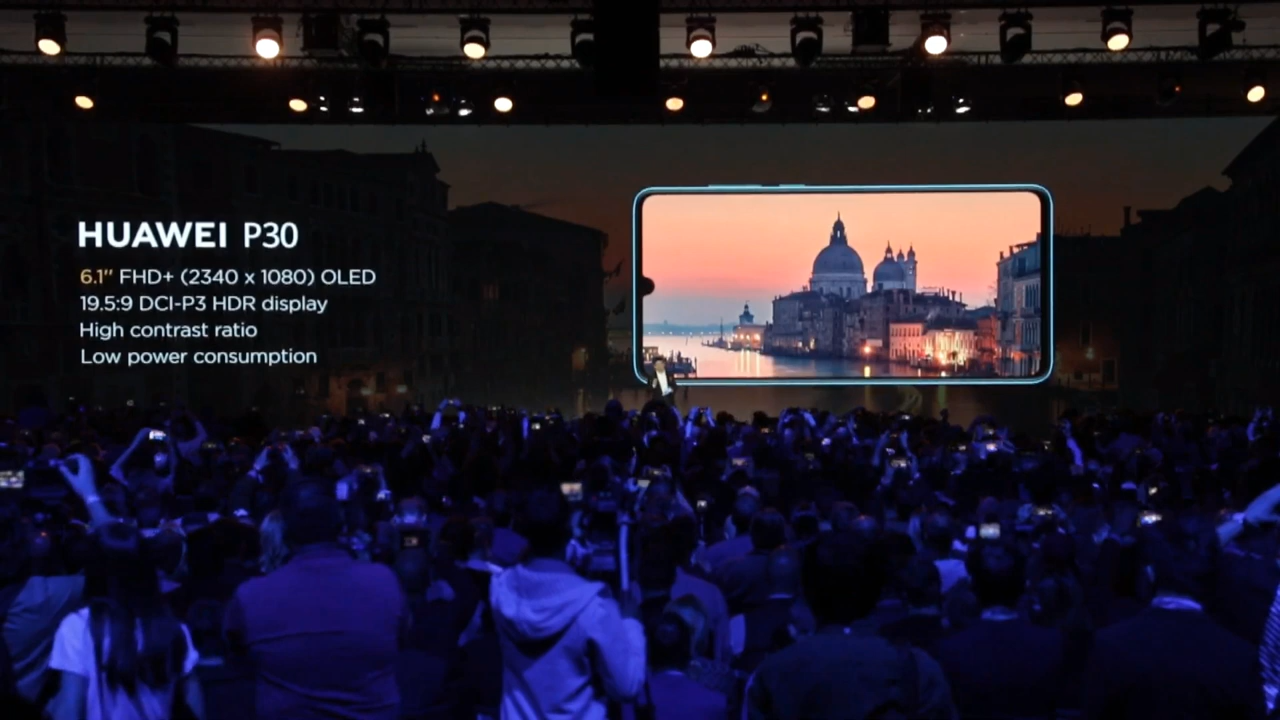 HUAWEI P30
6.1" FHD+ (2340 x 1080) OLED
19.5:9 DCI-P3 HDR display
High contrast ratio
Low power consumption